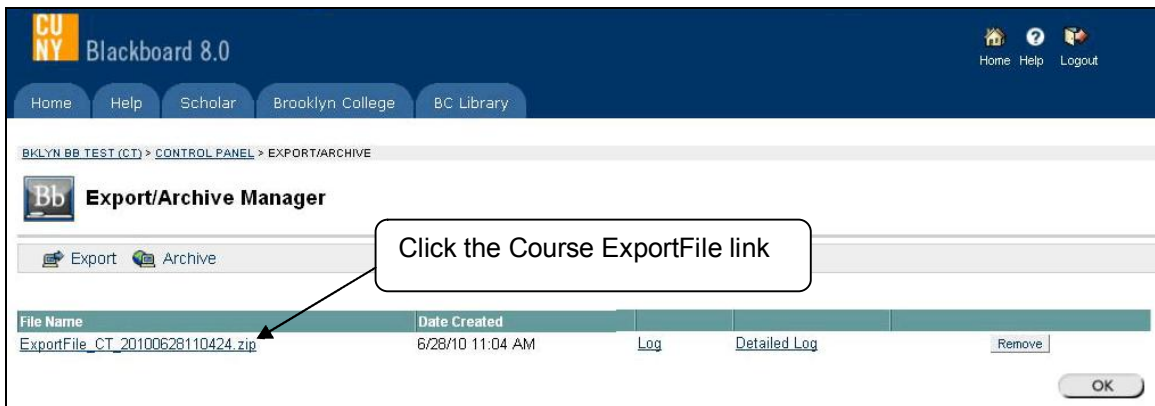 CU
NY
Blackboard 8.0
Home Help Logout
Home Help Scholar Brooklyn College BC Library
BKLYN BB TEST (CT) > CONTROL PANEL > EXPORT/ARCHIVE
Bb Export/Archive Manager
Click the Course ExportFile link
Export Archive
File Name Date Created
ExportFile_CT_20100628110424.zip 6/28/10 11:04 AM Log Detailed Log Remove
OK